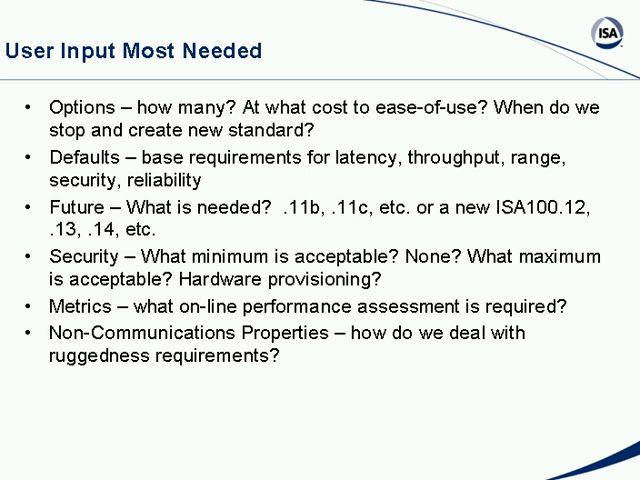 ISA
User Input Most Needed
• Options – how many? At what cost to ease-of-use? When do we
stop and create new standard?
• Defaults – base requirements for latency, throughput, range,
security, reliability
• Future – What is needed?  .11b, .11c, etc. or a new ISA100.12,
.13, .14, etc.
• Security – What minimum is acceptable? None? What maximum
is acceptable? Hardware provisioning?
• Metrics – what on-line performance assessment is required?
• Non-Communications Properties – how do we deal with
ruggedness requirements?